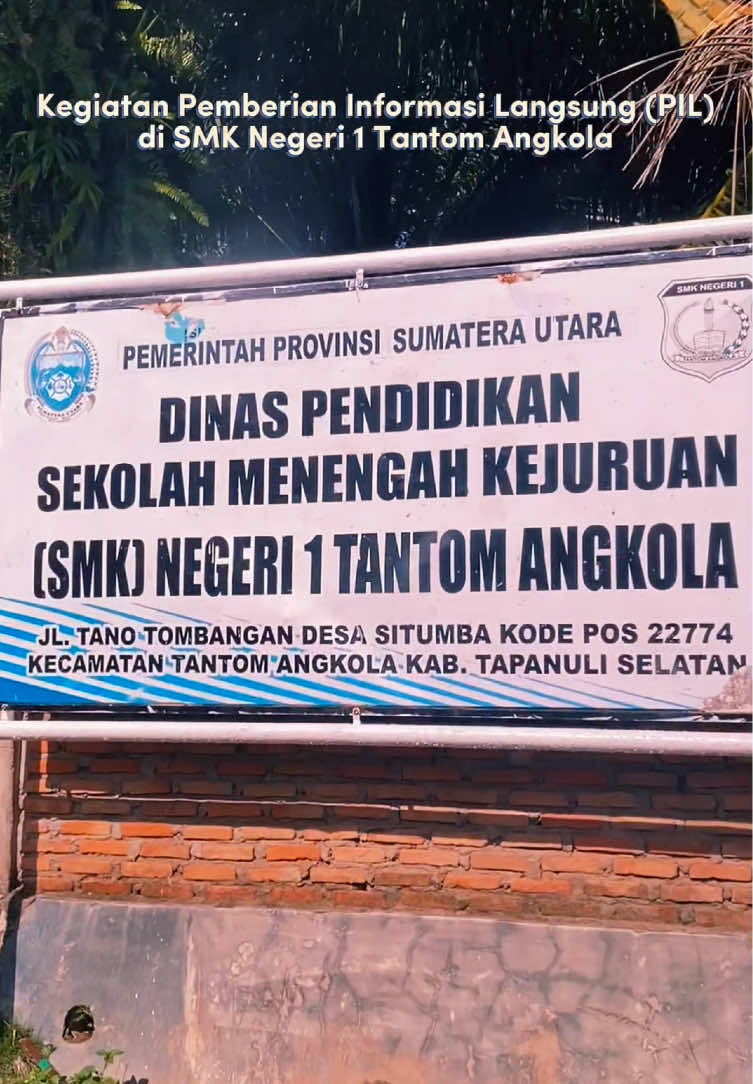 Kegiatan Pemberian Informasi Langsung (PIL)
di SMK Negeri 1 Tantom Angkola
SMK NEGERI 1
PEMERINTAH PROVINSI SUMATERA UTARA
SUMATERA UTARA
DINAS PENDIDIKAN
SEKOLAH MENENGAH KEJURUAN
(SMK) NEGERI 1 TANTOM ANGKOLA
JL. TANO TOMBANGAN DESA SITUMBA KODE POS 22774
KECAMATAN TANTOM ANGKOLA KAB. TAPANULI SELATAN